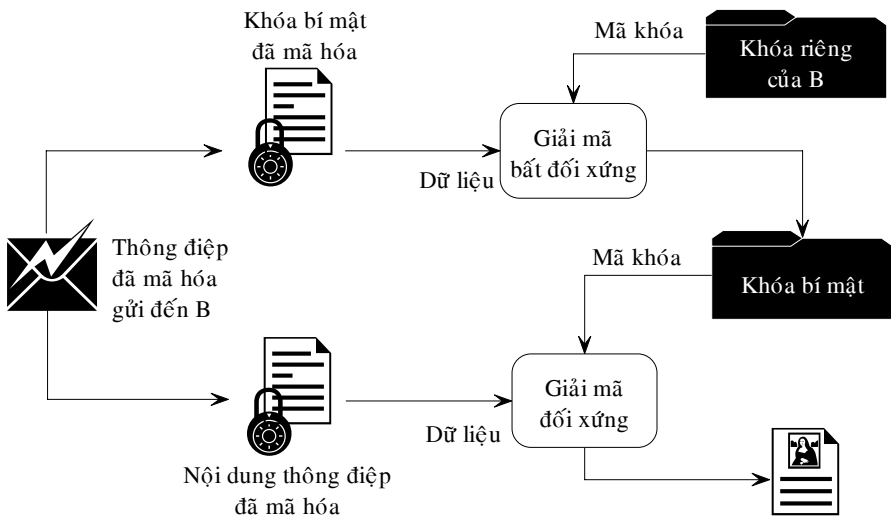 Khóa bí mật
đã mã hóa
Mã khóa
Khóa riêng
của B
Giải mã
bất đối xứng
Dữ liệu
Thông điệp
đã mã hóa
gửi đến B
Mã khóa
Khóa bí mật
Giải mã
đối xứng
Dữ liệu
Nội dung thông điệp
đã mã hóa